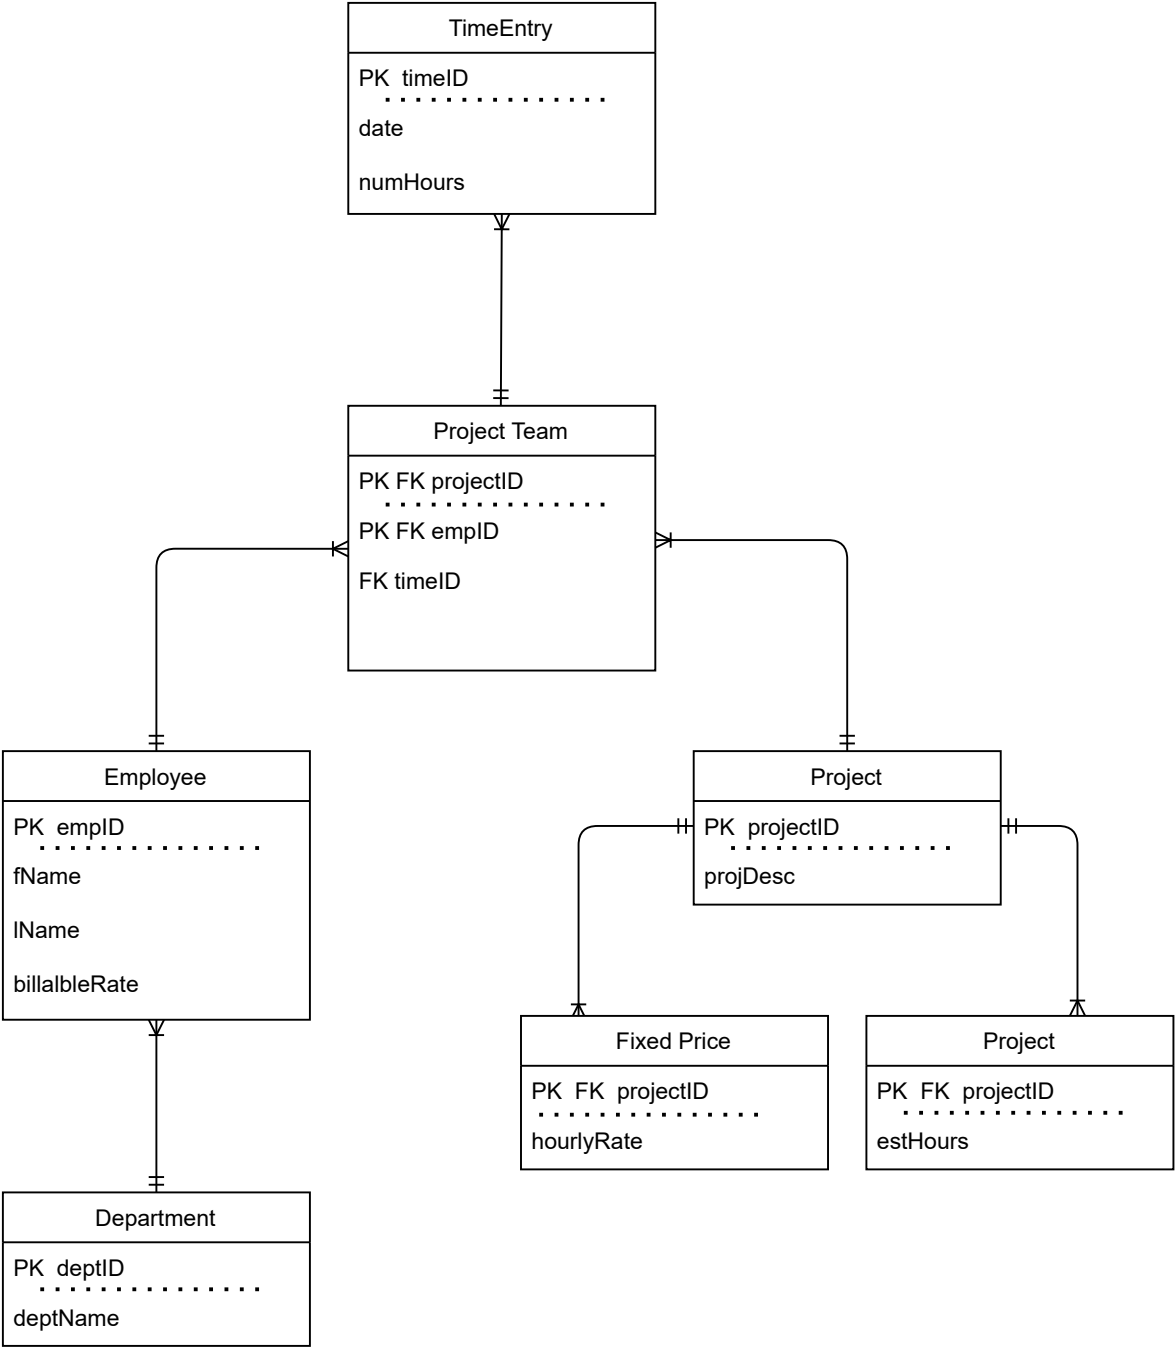 TimeEntry
PK  timeID
date
numHours
Project Team
PK FK projectID
PK FK empID
FK timeID
Employee
PK  empID
fName
lName
billalbleRate
Project
PK  projectID
projDesc
Fixed Price
PK  FK  projectID
hourlyRate
Project
PK  FK  projectID
estHours
Department
PK  deptID
deptName